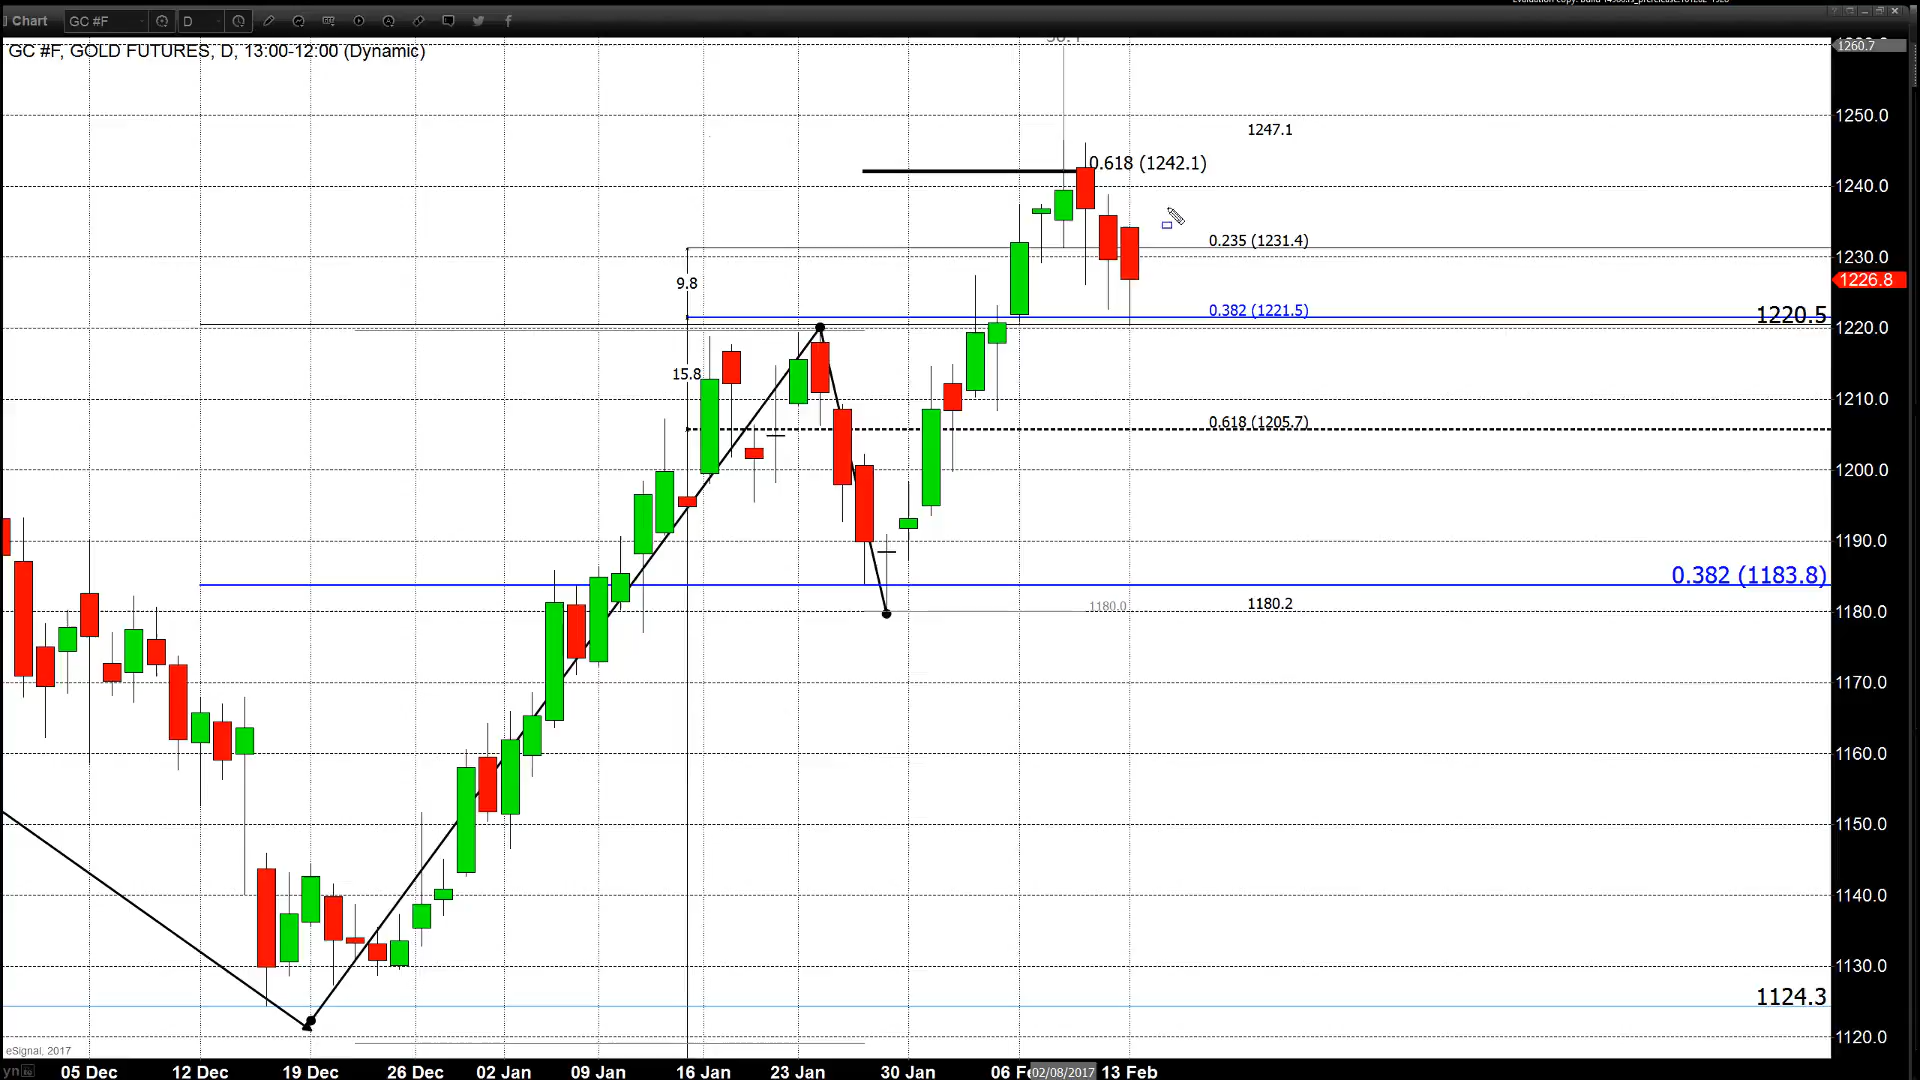 Chart
GC #F
D
GC #F, GOLD FUTURES, D, 13:00-12:00 (Dynamic)
1260.7
1250.0
1247.1
0.618 (1242.1)
1240.0
0.235 (1231.4)
1230.0
9.8
1226.8
0.382 (1221.5)
1220.5
1220.0
15.8
1210.0
0.618 (1205.7)
1200.0
1190.0
0.382 (1183.8)
1180.0
1180.2
1180.0
1170.0
1160.0
1150.0
1140.0
1130.0
1124.3
1120.0
eSignal, 2017
05 Dec
12 Dec
19 Dec
26 Dec
02 Jan
09 Jan
16 Jan
23 Jan
30 Jan
02/08/2017
13 Feb